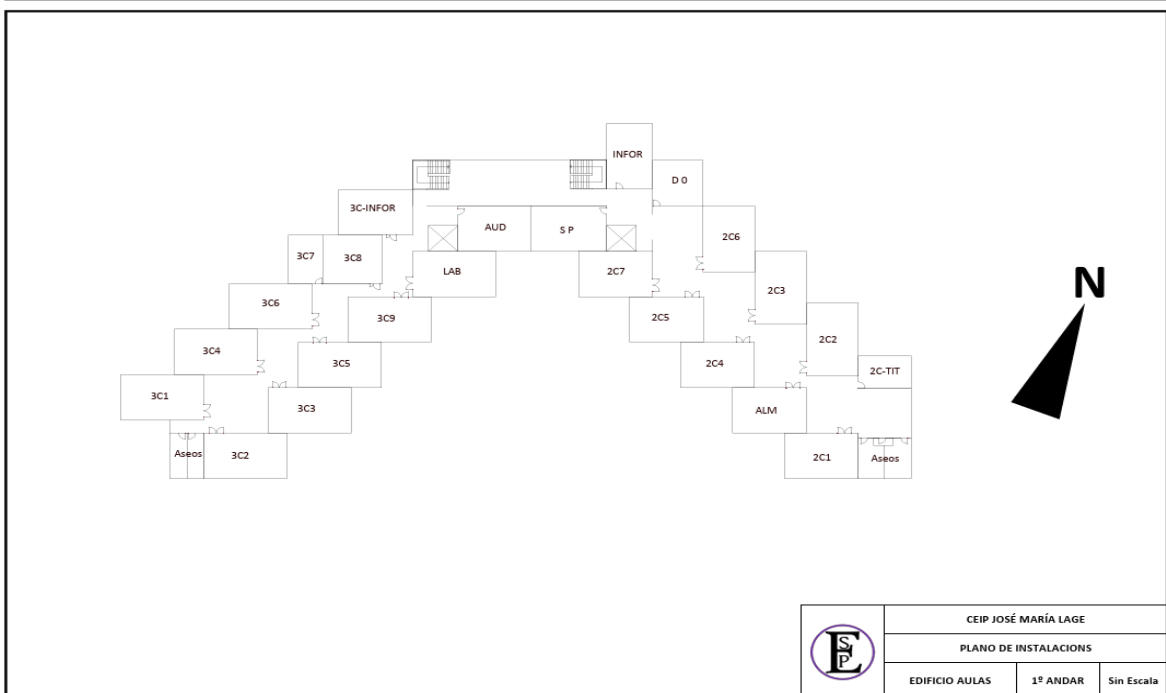 INFOR
D 0
3C-INFOR
AUD
S P
2C6
3C7
3C8
LAB
2C7
2C3
3C6
3C9
2C5
2C2
3C4
3C5
2C4
2C-TIT
3C1
3C3
ALM
Aseos
3C2
2C1
Aseos
N
ESP
CEIP JOSÉ MARÍA LAGE
PLANO DE INSTALACIONS
EDIFICIO AULAS
1º ANDAR
Sin Escala